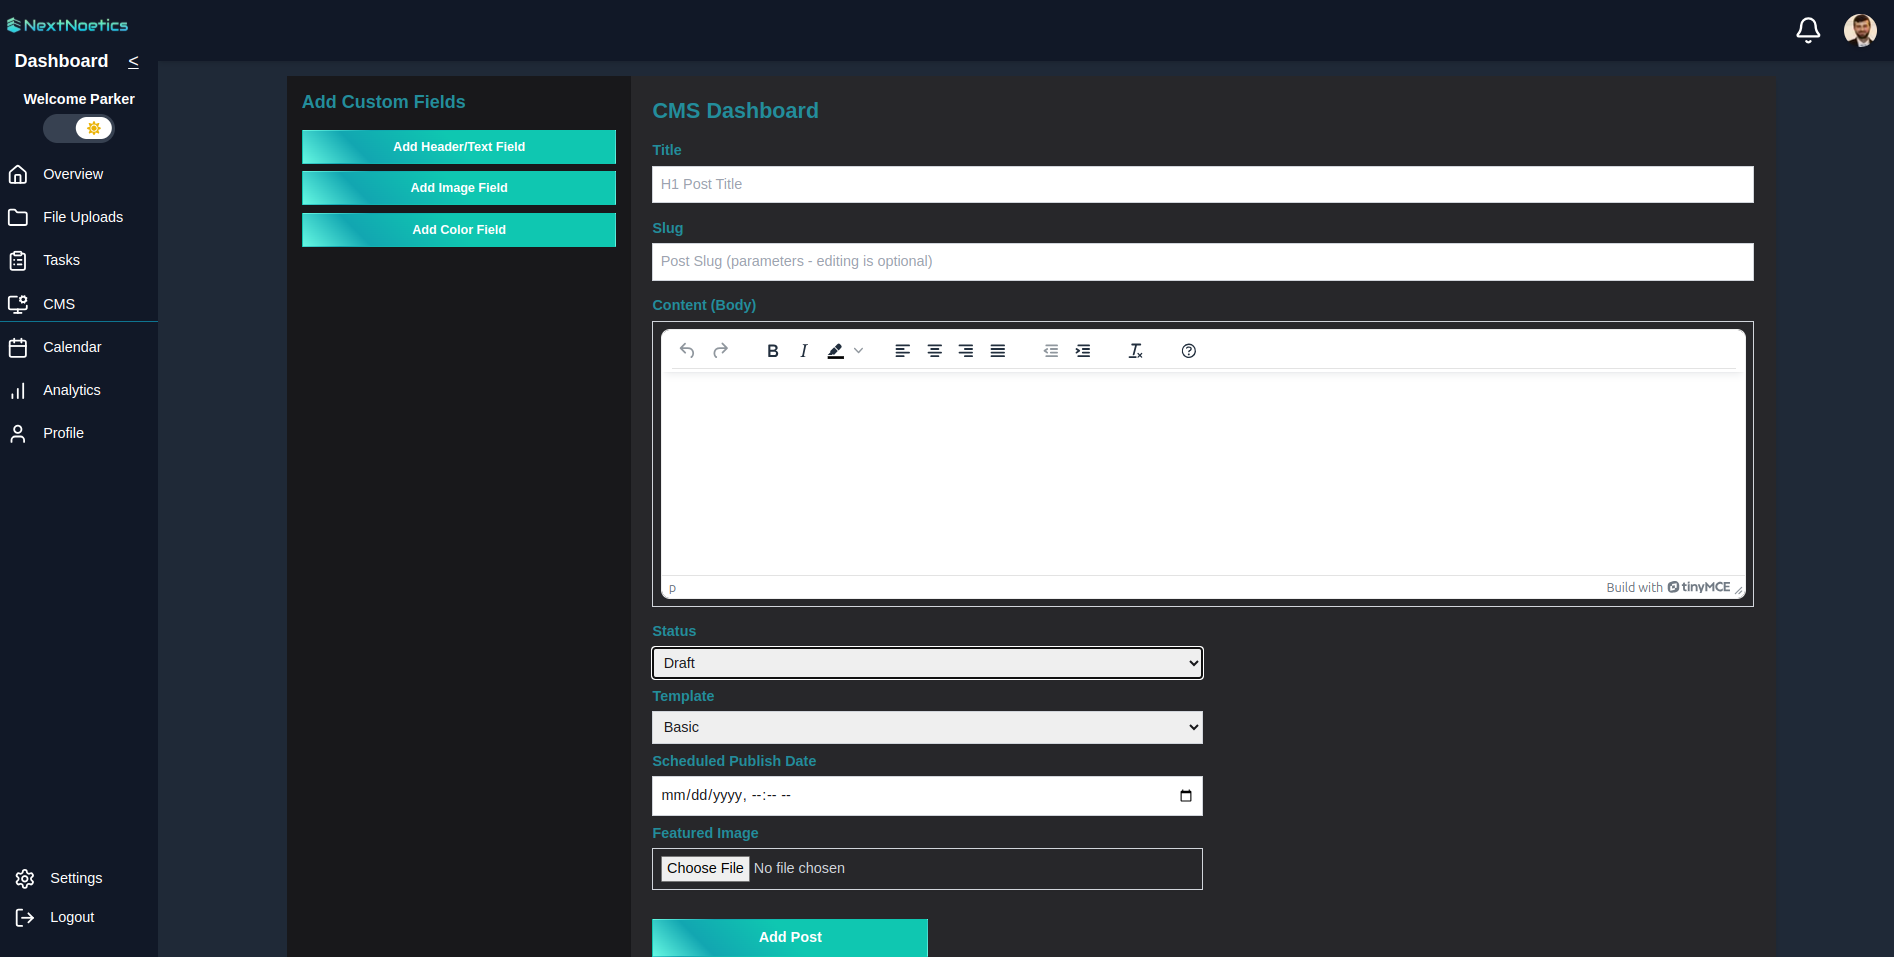 NextNoetics
Dashboard <
Welcome Parker
Overview
File Uploads
Tasks
CMS
Calendar
Analytics
Profile
Settings
Logout
Add Custom Fields
Add Header/Text Field
Add Image Field
Add Color Field
CMS Dashboard
Title
H1 Post Title
Slug
Post Slug (parameters - editing is optional)
Content (Body)
p
Build with tinyMCE
Status
Draft
Template
Basic
Scheduled Publish Date
mm/dd/yyyy, --:-- --
Featured Image
Choose File No file chosen
Add Post